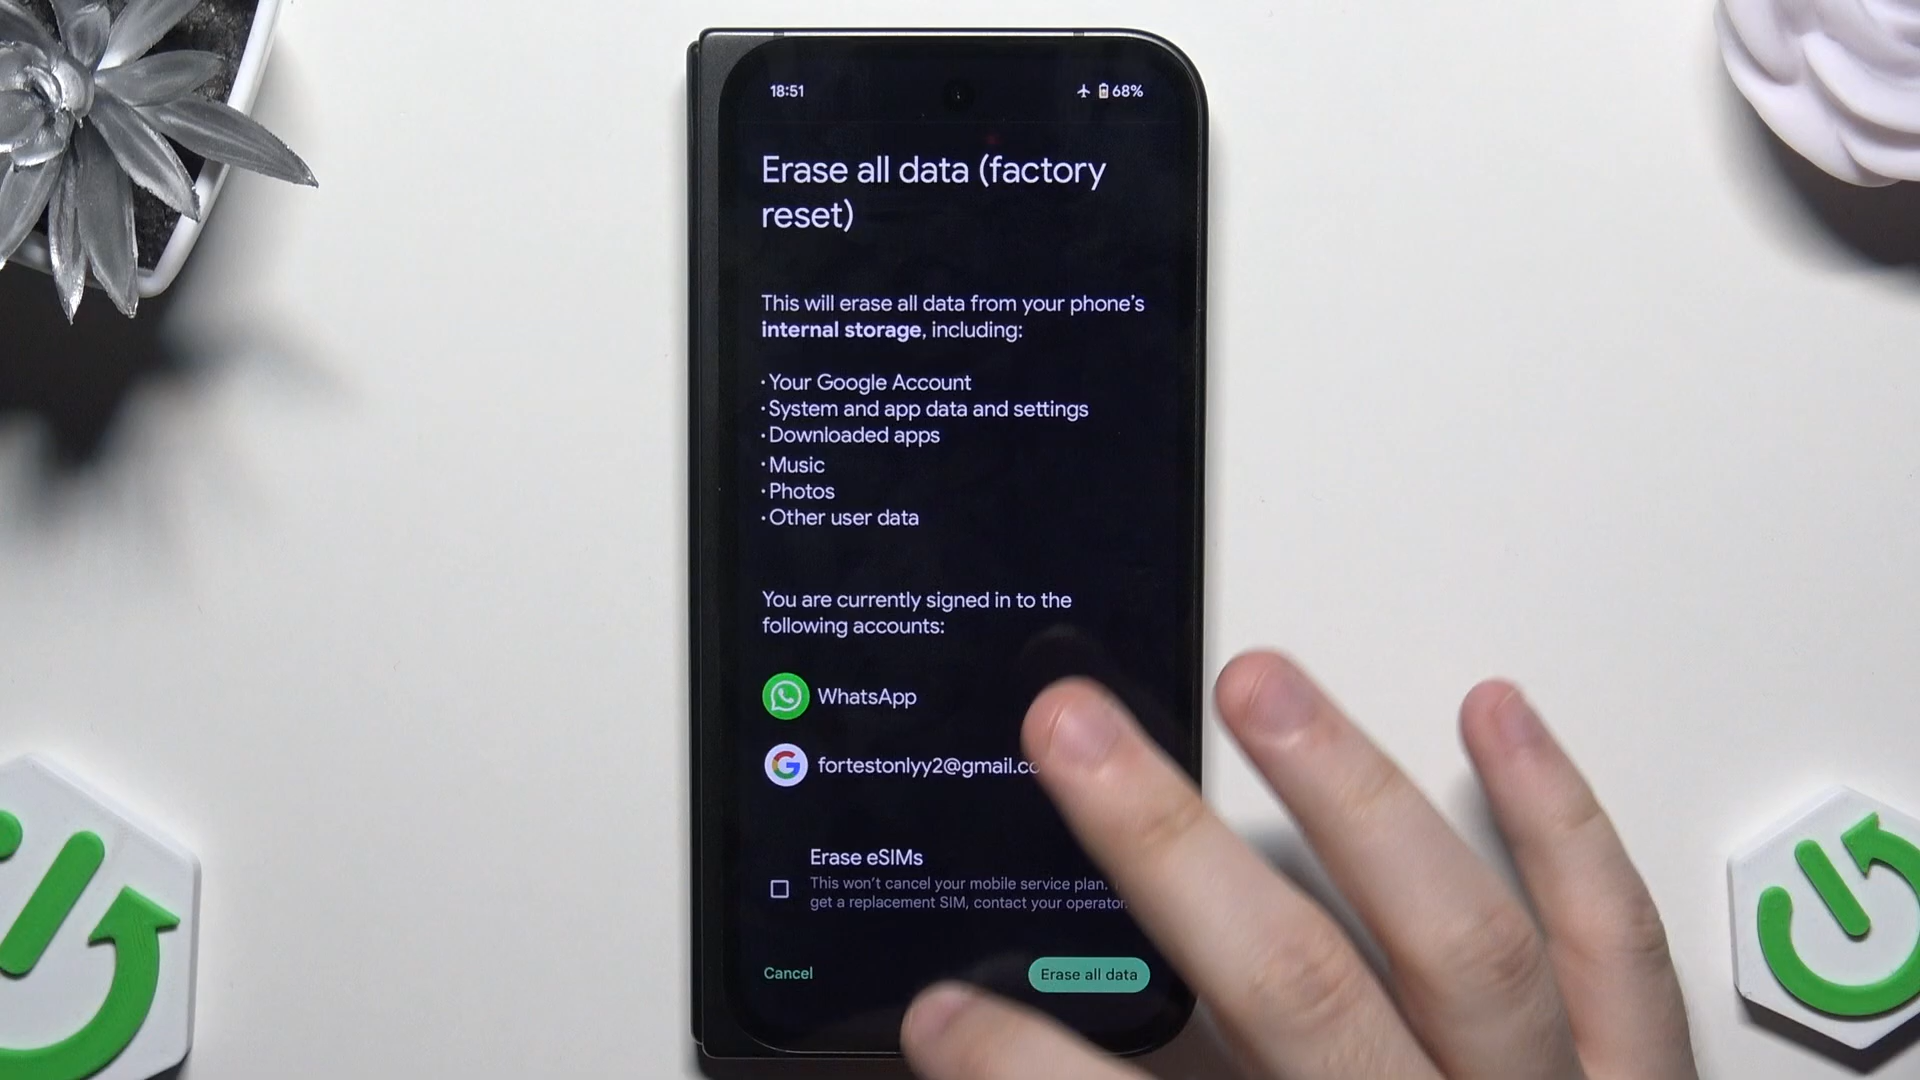 18:51
68%
Erase all data (factory
reset)
This will erase all data from your phone's
internal storage, including:
· Your Google Account
· System and app data and settings
· Downloaded apps
· Music
· Photos
· Other user data
You are currently signed in to the
following accounts:
WhatsApp
fortestonlyy2@gmail.co
Erase eSIMs
This won't cancel your mobile service plan.
get a replacement SIM, contact your operator.
Cancel
Erase all data